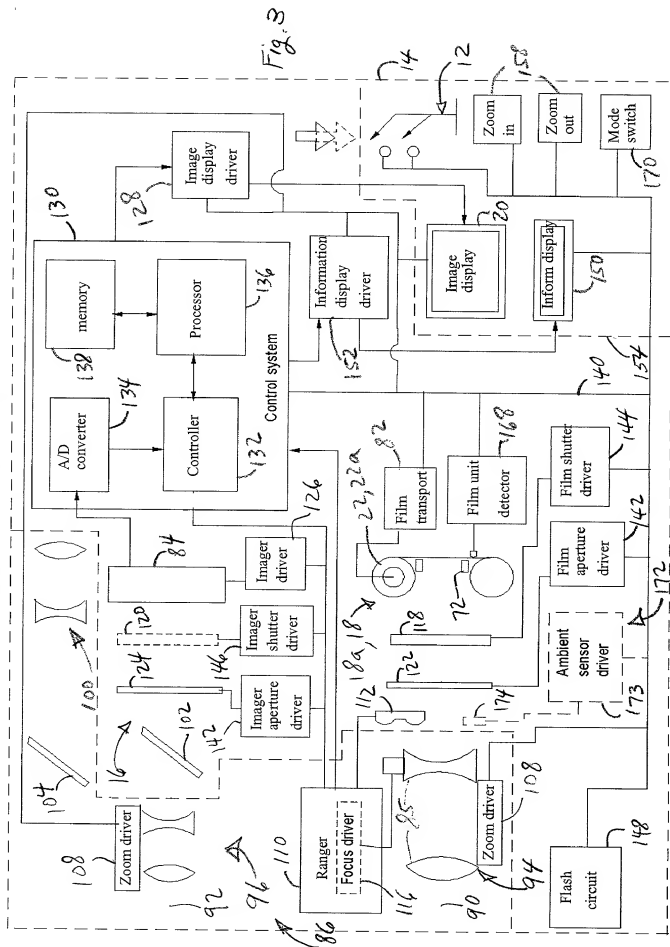 108
Zoom driver
104
100
92
96
16
102
124
120
84
134
A/D converter
138
memory
130
142
Imager aperture driver
146
Imager shutter driver
Imager driver
126
132
Controller
Processor
136
Control system
128
Image display driver
86
110
Ranger
Focus driver
116
112
18a, 18
22, 22a
Film transport
82
152
Information display driver
90
85
94
Zoom driver
108
174
122
118
72
Film unit detector
168
Image display
20
14
12
Fig. 3
Flash circuit
148
173
Ambient sensor driver
172
Film aperture driver
142
Film shutter driver
144
140
154
150
Inform display
Zoom in
158
Zoom out
Mode switch
170